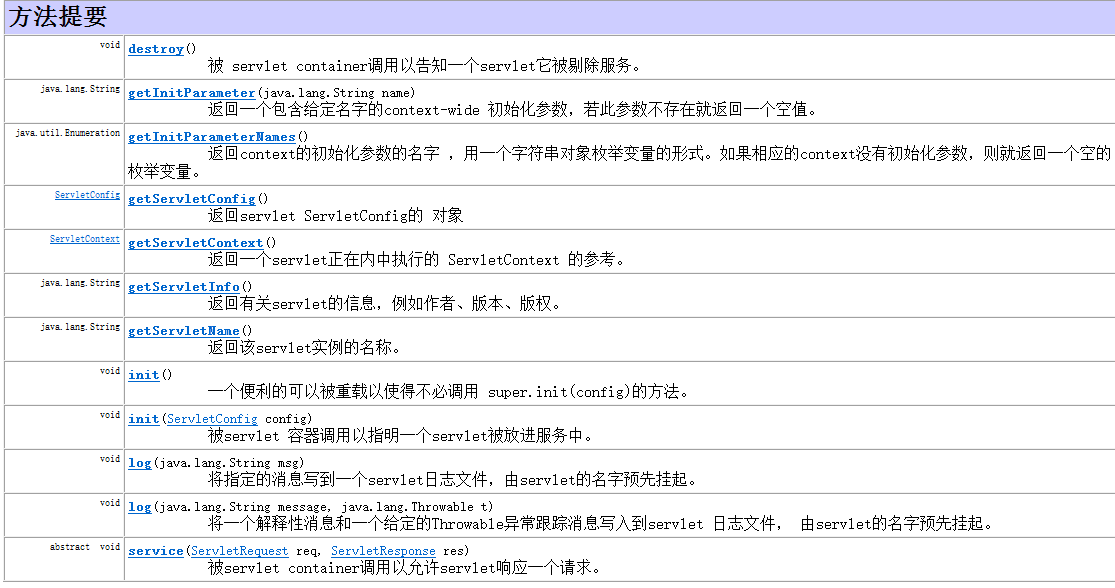 方法提要
void destroy()
被 servlet container调用以告知一个servlet它被剔除服务。
java.lang.String getInitParameter(java.lang.String name)
返回一个包含给定名字的context-wide 初始化参数，若此参数不存在就返回一个空值。
java.util.Enumeration getInitParameterNames()
返回context的初始化参数的名字 ，用一个字符串对象枚举变量的形式。如果相应的context没有初始化参数，则就返回一个空的
枚举变量。
ServletConfig getServletConfig()
返回servlet ServletConfig的 对象
ServletContext getServletContext()
返回一个servlet正在内中执行的 ServletContext 的参考。
java.lang.String getServletInfo()
返回有关servlet的信息，例如作者、版本、版权。
java.lang.String getServletName()
返回该servlet实例的名称。
void init()
一个便利的可以被重载以使得不必调用 super.init(config)的方法。
void init(ServletConfig config)
被servlet 容器调用以指明一个servlet被放进服务中。
void log(java.lang.String msg)
将指定的消息写到一个servlet日志文件，由servlet的名字预先挂起。
void log(java.lang.String message, java.lang.Throwable t)
将一个解释性消息和一个给定的Throwable异常跟踪消息写入到servlet 日志文件， 由servlet的名字预先挂起。
abstract void service(ServletRequest req, ServletResponse res)
被servlet container调用以允许servlet响应一个请求。